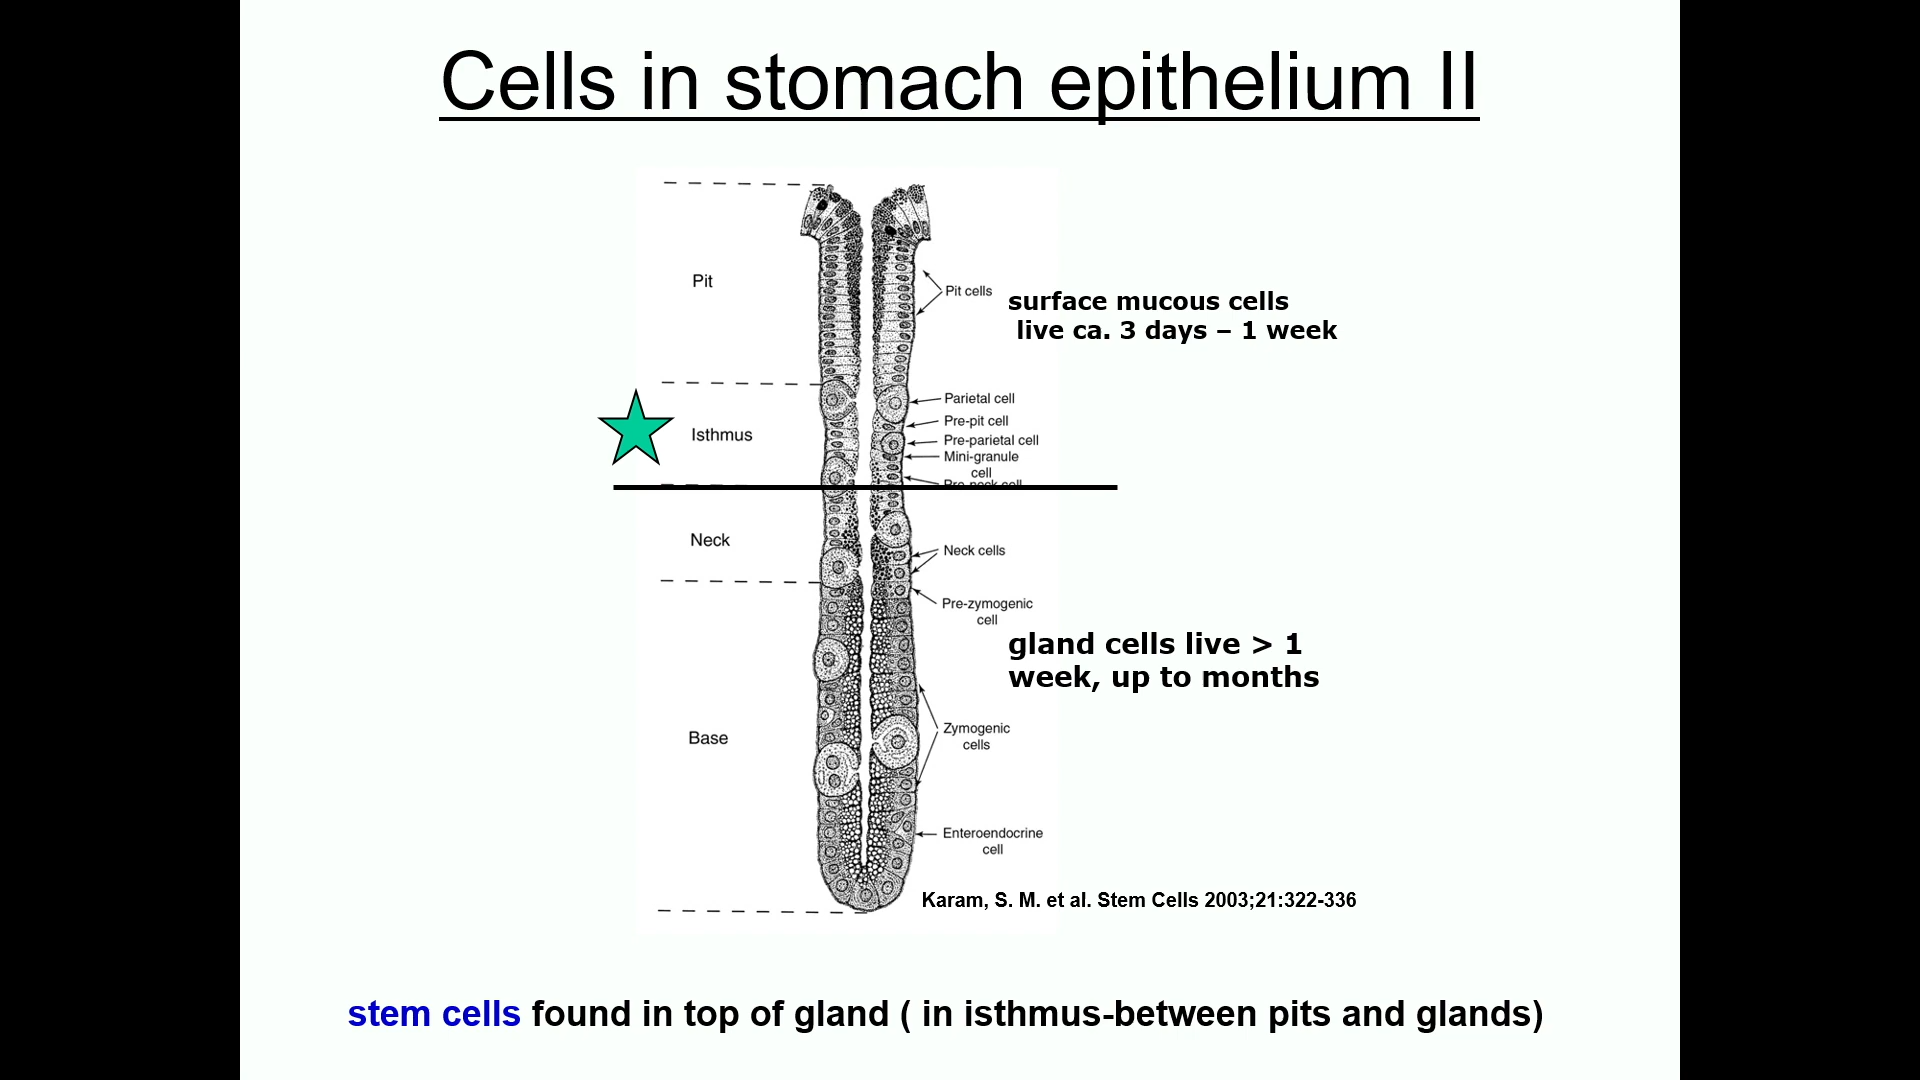 Cells in stomach epithelium II
Pit
Pit cells
surface mucous cells
live ca. 3 days – 1 week
Parietal cell
Pre-pit cell
Isthmus
Pre-parietal cell
Mini-granule
cell
Pre-neck cell
Neck
Neck cells
Pre-zymogenic
cell
gland cells live > 1
week, up to months
Base
Zymogenic
cells
Enteroendocrine
cell
Karam, S. M. et al. Stem Cells 2003;21:322-336
stem cells found in top of gland ( in isthmus-between pits and glands)